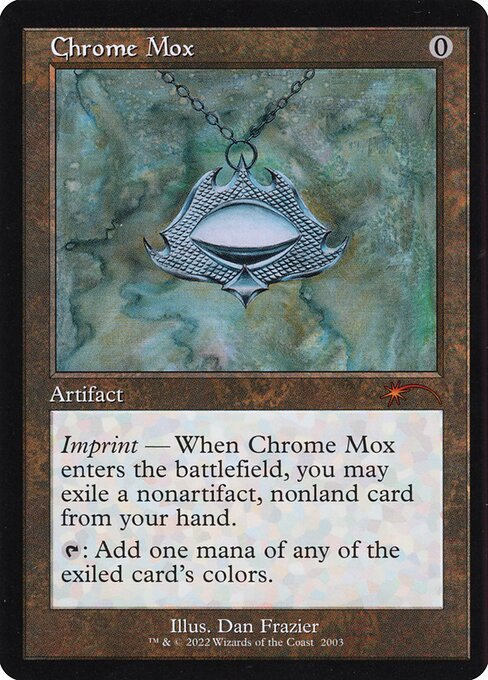 Chrome Mox 0
Artifact
Imprint — When Chrome Mox
enters the battlefield, you may
exile a nonartifact, nonland card
from your hand.
: Add one mana of any of the
exiled card's colors.
Illus. Dan Frazier
™ & © 2022 Wizards of the Coast 2003